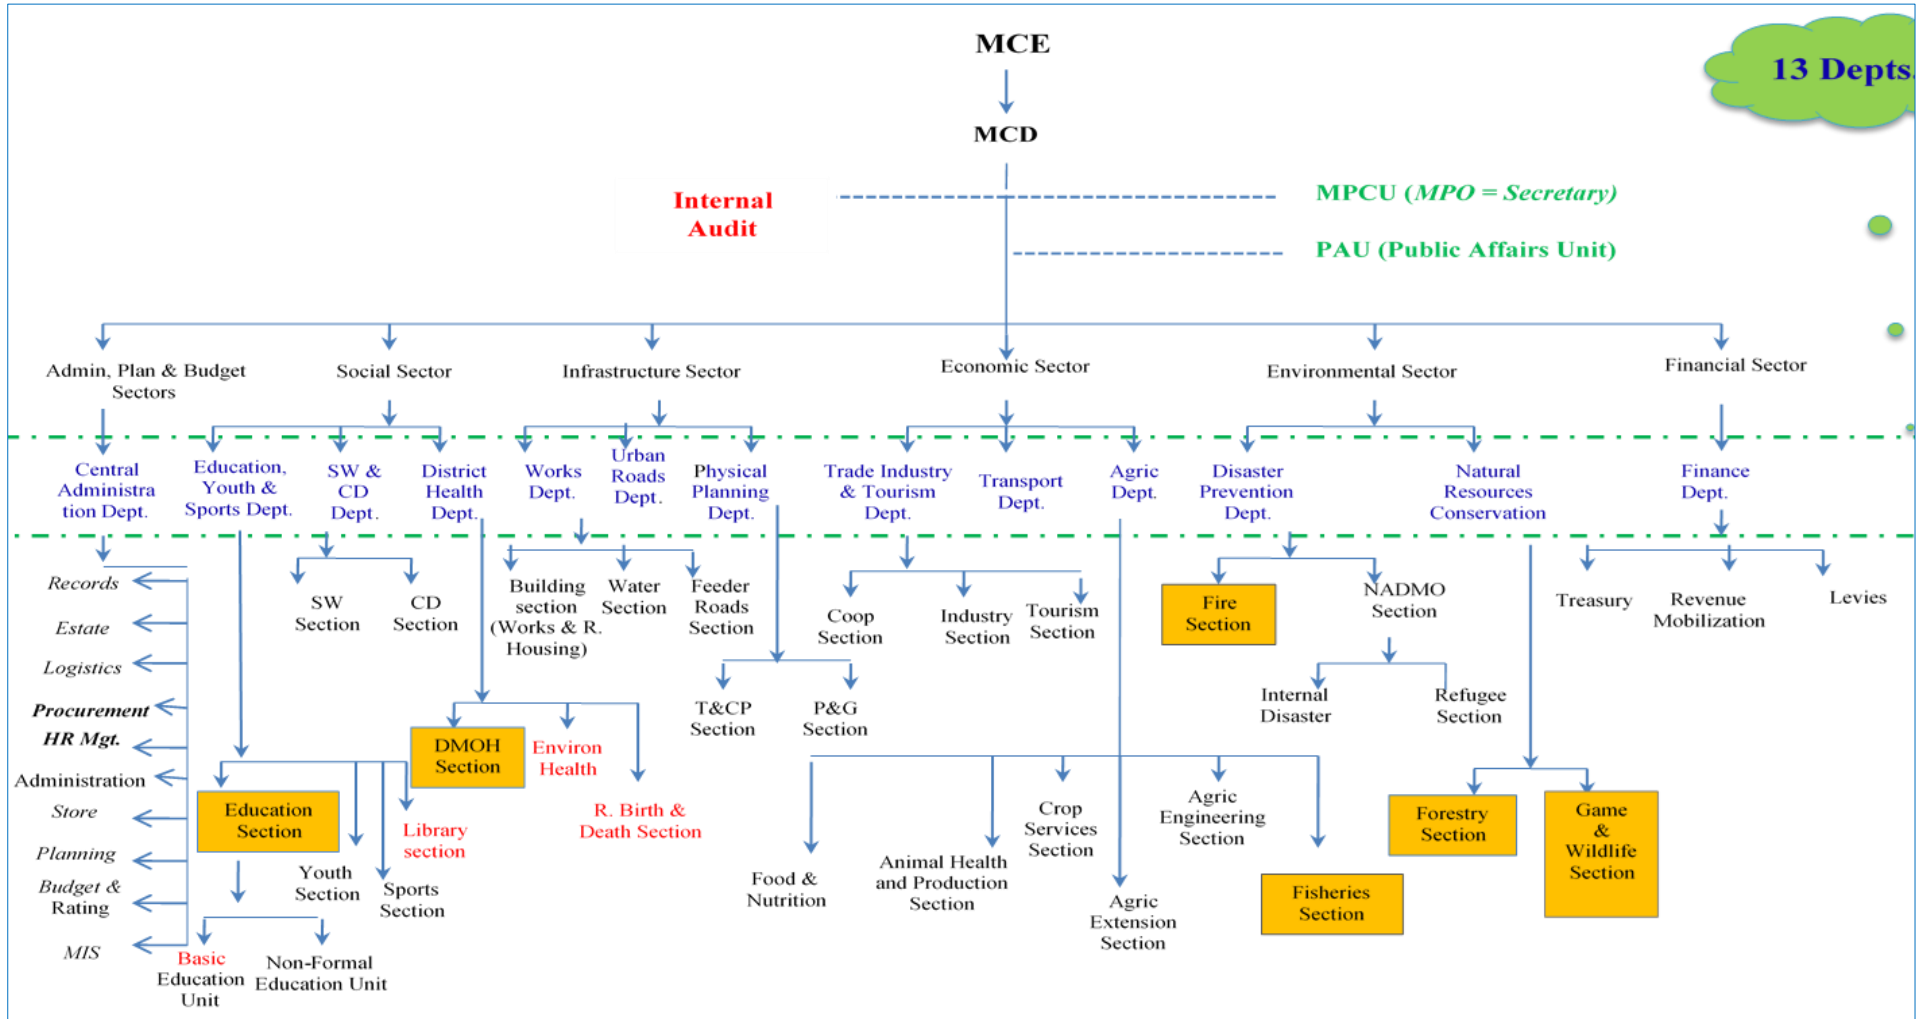 MCE
13 Depts.
MCD
Internal
Audit
MPCU (MPO = Secretary)
PAU (Public Affairs Unit)
Admin, Plan & Budget
Sectors
Social Sector
Infrastructure Sector
Economic Sector
Environmental Sector
Financial Sector
Central
Administra
tion Dept.
Education,
Youth &
Sports Dept.
SW &
CD
Dept.
District
Health
Dept.
Works
Dept.
Urban
Roads
Dept.
Physical
Planning
Dept.
Trade Industry
& Tourism
Dept.
Transport
Dept.
Agric
Dept.
Disaster
Prevention
Dept.
Natural
Resources
Conservation
Finance
Dept.
Records
Estate
Logistics
Procurement
HR Mgt.
Administration
Store
Planning
Budget &
Rating
MIS
SW
Section
CD
Section
Building
section
(Works & R.
Housing)
Water
Section
Feeder
Roads
Section
Coop
Section
Industry
Section
Tourism
Section
Fire
Section
NADMO
Section
Treasury
Revenue
Mobilization
Levies
Internal
Disaster
Refugee
Section
T&CP
Section
P&G
Section
DMOH
Section
Environ
Health
R. Birth &
Death Section
Education
Section
Youth
Section
Sports
Section
Library
section
Basic
Education
Unit
Non-Formal
Education Unit
Food &
Nutrition
Animal Health
and Production
Section
Crop
Services
Section
Agric
Extension
Section
Agric
Engineering
Section
Fisheries
Section
Forestry
Section
Game
&
Wildlife
Section